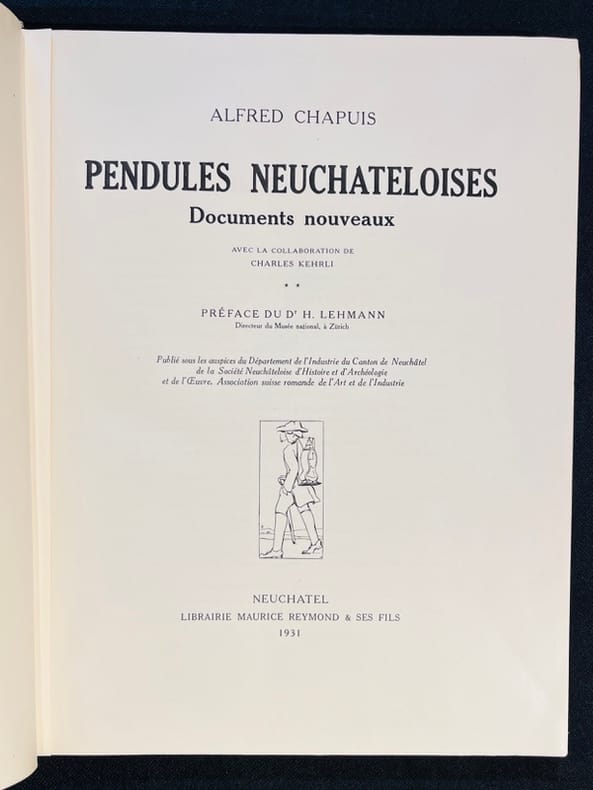 ALFRED CHAPUIS
PENDULES NEUCHATELOISES
Documents nouveaux
AVEC LA COLLABORATION DE
CHARLES KEHRLI
* *
PRÉFACE DU Dr H. LEHMANN
Directeur du Musée national, à Zürich
Publié sous les auspices du Département de l'Industrie du Canton de Neuchâtel
de la Société Neuchâteloise d'Histoire et d'Archéologie
et de l'Œuvre, Association suisse romande de l'Art et de l'Industrie
NEUCHATEL
LIBRAIRIE MAURICE REYMOND & SES FILS
1931